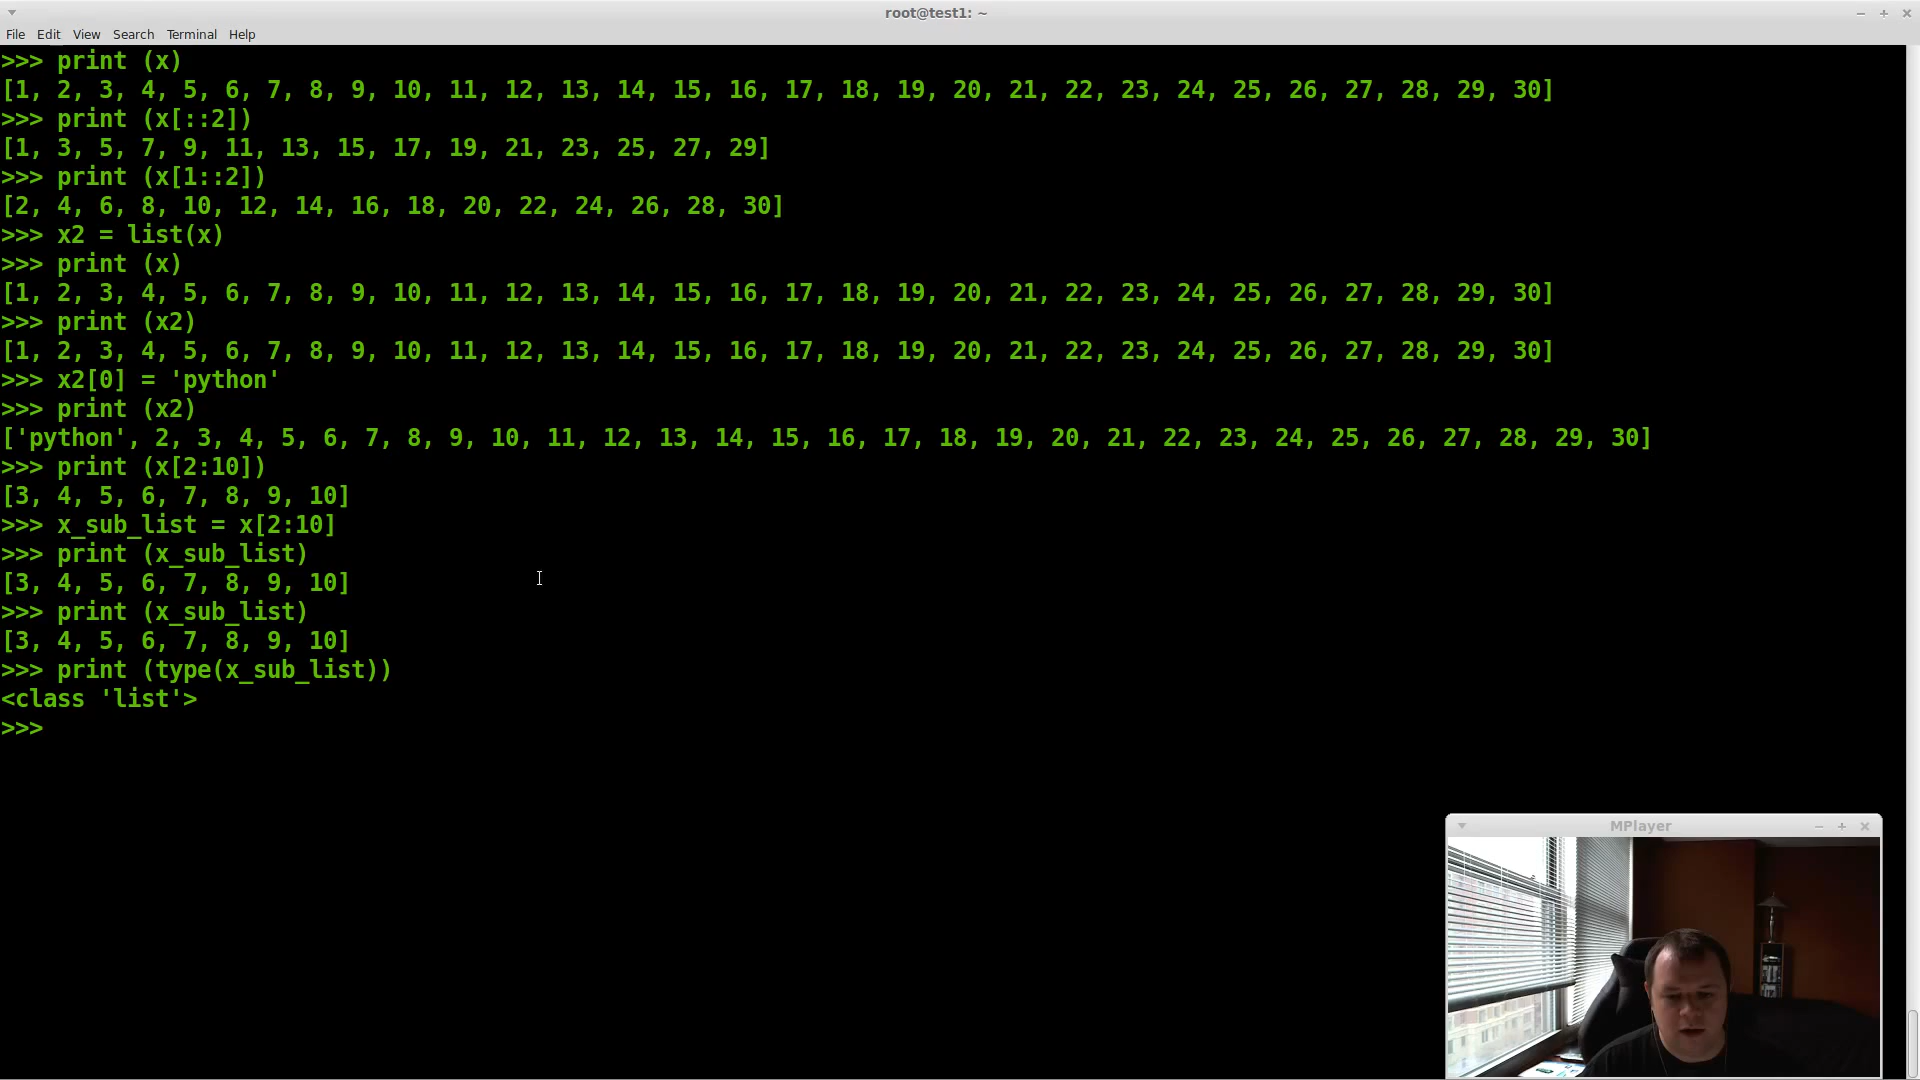 root@test1: ~
File Edit View Search Terminal Help
>>> print (x)
[1, 2, 3, 4, 5, 6, 7, 8, 9, 10, 11, 12, 13, 14, 15, 16, 17, 18, 19, 20, 21, 22, 23, 24, 25, 26, 27, 28, 29, 30]
>>> print (x[::2])
[1, 3, 5, 7, 9, 11, 13, 15, 17, 19, 21, 23, 25, 27, 29]
>>> print (x[1::2])
[2, 4, 6, 8, 10, 12, 14, 16, 18, 20, 22, 24, 26, 28, 30]
>>> x2 = list(x)
>>> print (x)
[1, 2, 3, 4, 5, 6, 7, 8, 9, 10, 11, 12, 13, 14, 15, 16, 17, 18, 19, 20, 21, 22, 23, 24, 25, 26, 27, 28, 29, 30]
>>> print (x2)
[1, 2, 3, 4, 5, 6, 7, 8, 9, 10, 11, 12, 13, 14, 15, 16, 17, 18, 19, 20, 21, 22, 23, 24, 25, 26, 27, 28, 29, 30]
>>> x2[0] = 'python'
>>> print (x2)
['python', 2, 3, 4, 5, 6, 7, 8, 9, 10, 11, 12, 13, 14, 15, 16, 17, 18, 19, 20, 21, 22, 23, 24, 25, 26, 27, 28, 29, 30]
>>> print (x[2:10])
[3, 4, 5, 6, 7, 8, 9, 10]
>>> x_sub_list = x[2:10]
>>> print (x_sub_list)
[3, 4, 5, 6, 7, 8, 9, 10]
>>> print (x_sub_list)
[3, 4, 5, 6, 7, 8, 9, 10]
>>> print (type(x_sub_list))
<class 'list'>
>>>
MPlayer